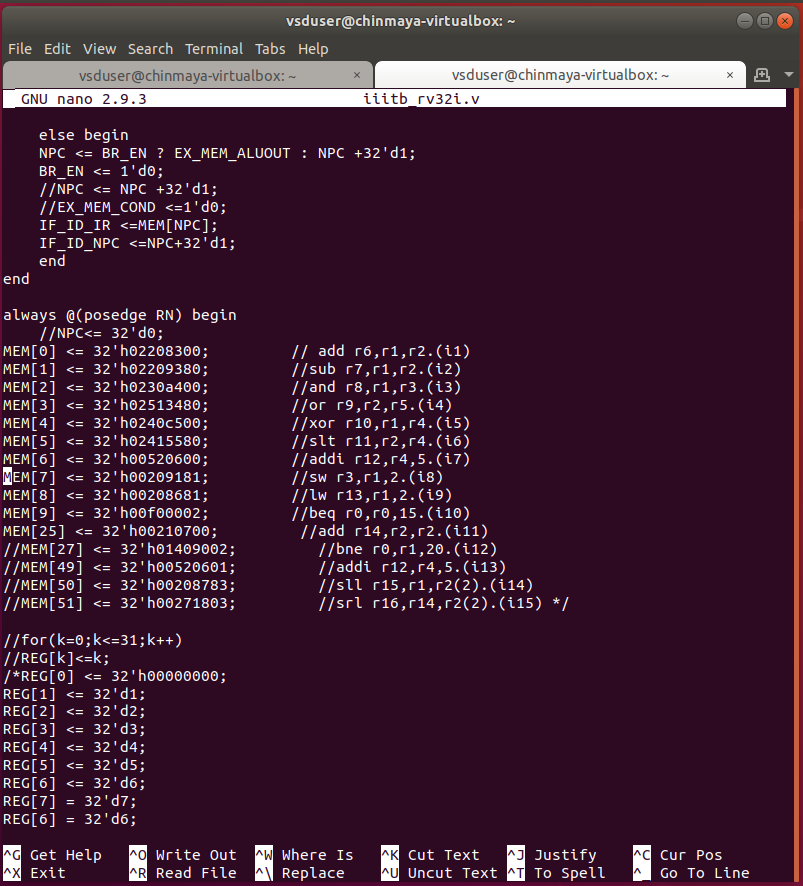 vsduser@chinmaya-virtualbox: ~
File Edit View Search Terminal Tabs Help
vsduser@chinmaya-virtualbox: ~ × vsduser@chinmaya-virtualbox: ~ ×
GNU nano 2.9.3 iiitb_rv32i.v
else begin
NPC <= BR_EN ? EX_MEM_ALUOUT : NPC +32'd1;
BR_EN <= 1'd0;
//NPC <= NPC +32'd1;
//EX_MEM_COND <=1'd0;
IF_ID_IR <=MEM[NPC];
IF_ID_NPC <=NPC+32'd1;
end
end
always @(posedge RN) begin
//NPC<= 32'd0;
MEM[0] <= 32'h02208300; // add r6,r1,r2.(i1)
MEM[1] <= 32'h02209380; //sub r7,r1,r2.(i2)
MEM[2] <= 32'h0230a400; //and r8,r1,r3.(i3)
MEM[3] <= 32'h02513480; //or r9,r2,r5.(i4)
MEM[4] <= 32'h0240c500; //xor r10,r1,r4.(i5)
MEM[5] <= 32'h02415580; //slt r11,r2,r4.(i6)
MEM[6] <= 32'h00520600; //addi r12,r4,5.(i7)
MEM[7] <= 32'h00209181; //sw r3,r1,2.(i8)
MEM[8] <= 32'h00208681; //lw r13,r1,2.(i9)
MEM[9] <= 32'h00f00002; //beq r0,r0,15.(i10)
MEM[25] <= 32'h00210700; //add r14,r2,r2.(i11)
//MEM[27] <= 32'h01409002; //bne r0,r1,20.(i12)
//MEM[49] <= 32'h00520601; //addi r12,r4,5.(i13)
//MEM[50] <= 32'h00208783; //sll r15,r1,r2(2).(i14)
//MEM[51] <= 32'h00271803; //srl r16,r14,r2(2).(i15) */
//for(k=0;k<=31;k++)
//REG[k]<=k;
/*REG[0] <= 32'h00000000;
REG[1] <= 32'd1;
REG[2] <= 32'd2;
REG[3] <= 32'd3;
REG[4] <= 32'd4;
REG[5] <= 32'd5;
REG[6] <= 32'd6;
REG[7] = 32'd7;
REG[6] = 32'd6;
^G Get Help ^O Write Out ^W Where Is ^K Cut Text ^J Justify ^C Cur Pos
^X Exit ^R Read File ^\ Replace ^U Uncut Text ^T To Spell ^_ Go To Line